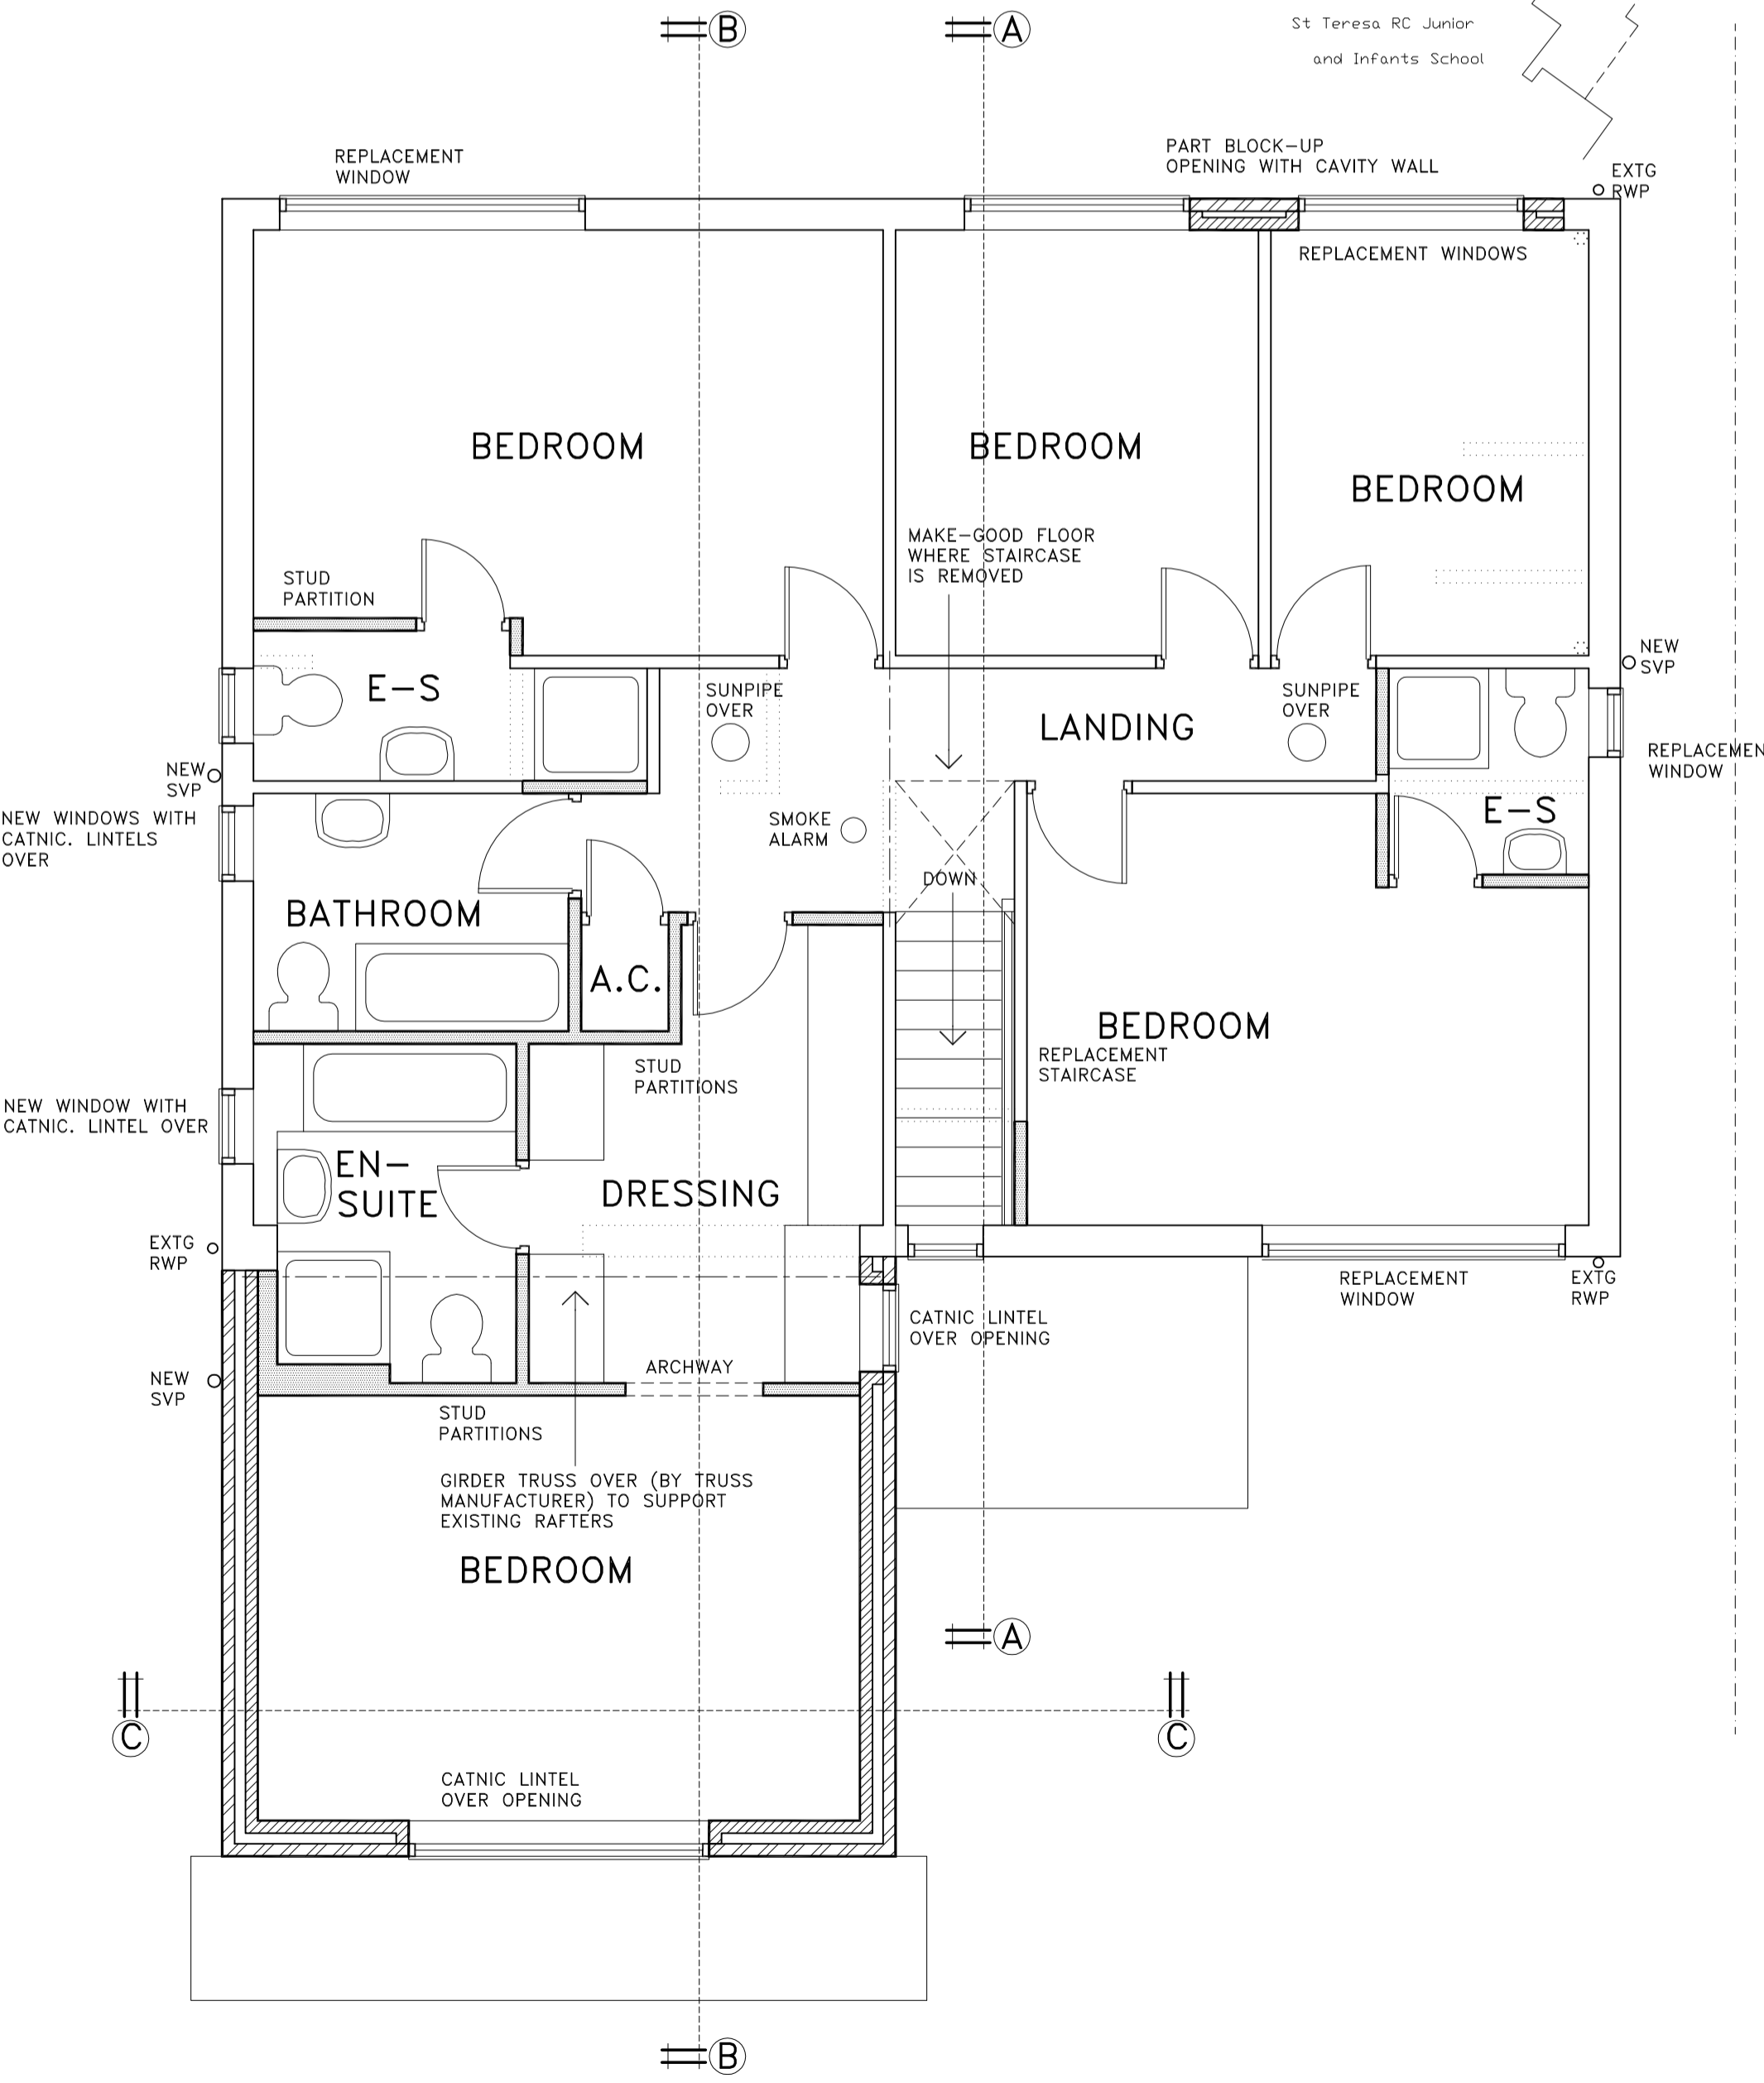 B
A
St Teresa RC Junior
and Infants School
REPLACEMENT
WINDOW
PART BLOCK-UP
OPENING WITH CAVITY WALL
EXTG
RWP
REPLACEMENT WINDOWS
BEDROOM
BEDROOM
BEDROOM
MAKE-GOOD FLOOR
WHERE STAIRCASE
IS REMOVED
STUD
PARTITION
E-S
SUNPIPE
OVER
LANDING
SUNPIPE
OVER
NEW
SVP
REPLACEMEN
WINDOW
NEW
SVP
NEW WINDOWS WITH
CATNIC. LINTELS
OVER
SMOKE
ALARM
E-S
DOWN
BATHROOM
A.C.
BEDROOM
REPLACEMENT
STAIRCASE
STUD
PARTITIONS
NEW WINDOW WITH
CATNIC. LINTEL OVER
EN-
SUITE
DRESSING
EXTG
RWP
REPLACEMENT
WINDOW
EXTG
RWP
CATNIC LINTEL
OVER OPENING
ARCHWAY
NEW
SVP
STUD
PARTITIONS
GIRDER TRUSS OVER (BY TRUSS
MANUFACTURER) TO SUPPORT
EXISTING RAFTERS
BEDROOM
A
C
C
CATNIC LINTEL
OVER OPENING
B